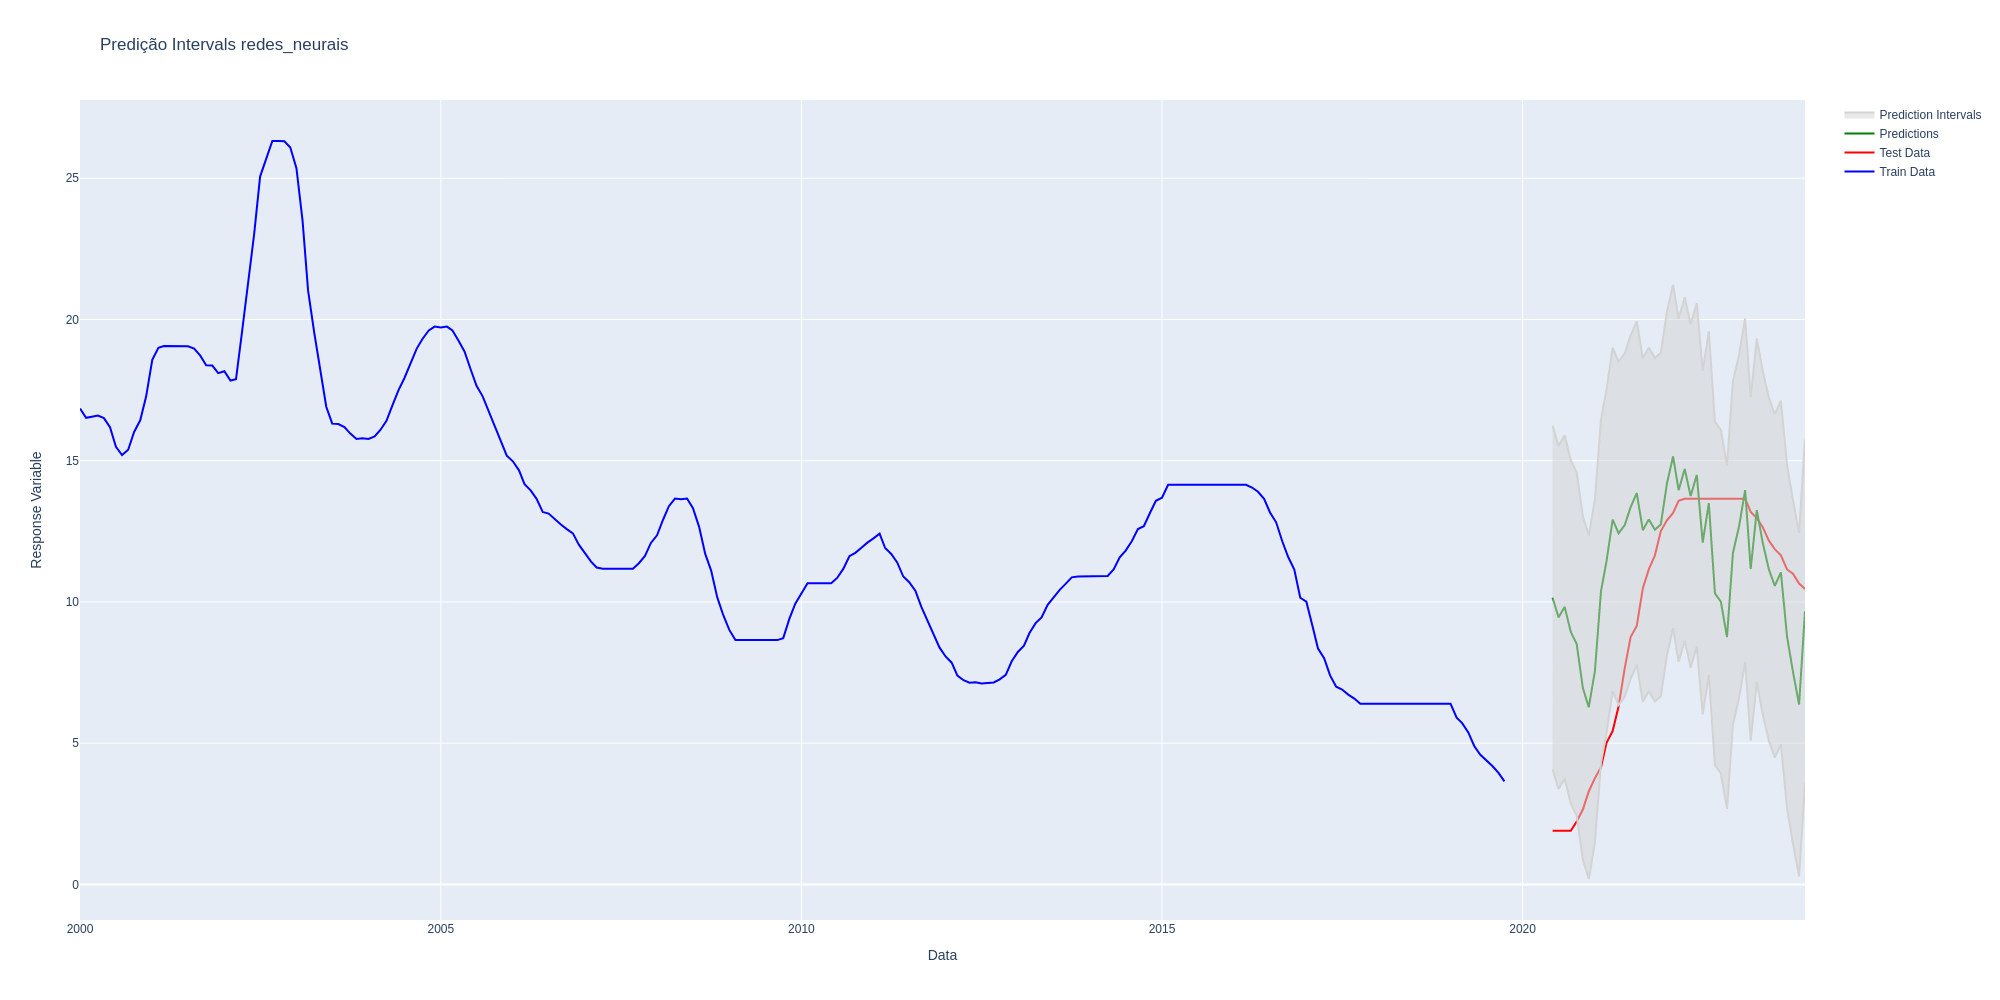 Predição Intervals redes_neurais
Prediction Intervals
Predictions
Test Data
Train Data
25
20
15
10
5
0
Response Variable
2000
2005
2010
2015
2020
Data